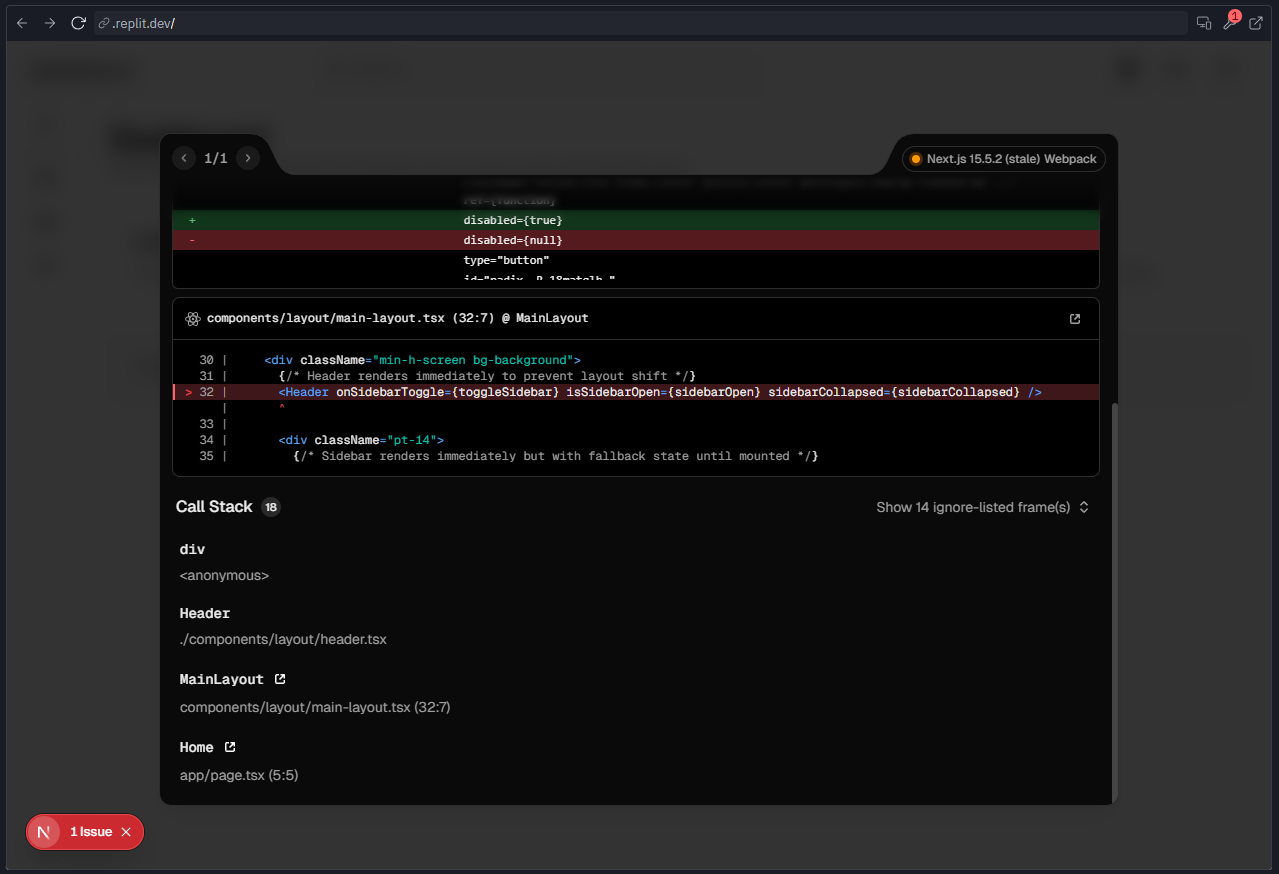 .replit.dev/
1
1/1
Next.js 15.5.2 (stale) Webpack
ref={function}
+ disabled={true}
- disabled={null}
type="button"
components/layout/main-layout.tsx (32:7) @ MainLayout
30 | <div className="min-h-screen bg-background">
31 | {/* Header renders immediately to prevent layout shift */}
> 32 | <Header onSidebarToggle={toggleSidebar} isSidebarOpen={sidebarOpen} sidebarCollapsed={sidebarCollapsed} />
| ^
33 |
34 | <div className="pt-14">
35 | {/* Sidebar renders immediately but with fallback state until mounted */}
Call Stack 18
Show 14 ignore-listed frame(s)
div
<anonymous>
Header
./components/layout/header.tsx
MainLayout
components/layout/main-layout.tsx (32:7)
Home
app/page.tsx (5:5)
N 1 Issue